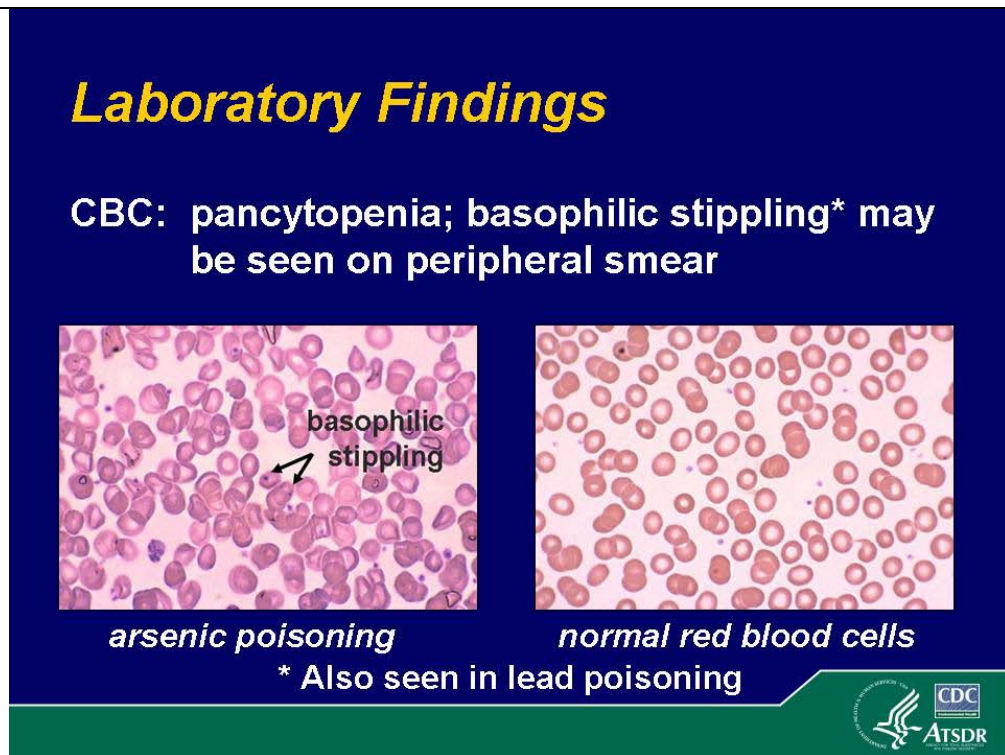 Laboratory Findings
CBC: pancytopenia; basophilic stippling* may
be seen on peripheral smear
basophilic
stippling
arsenic poisoning
normal red blood cells
* Also seen in lead poisoning
CDC
ATSDR